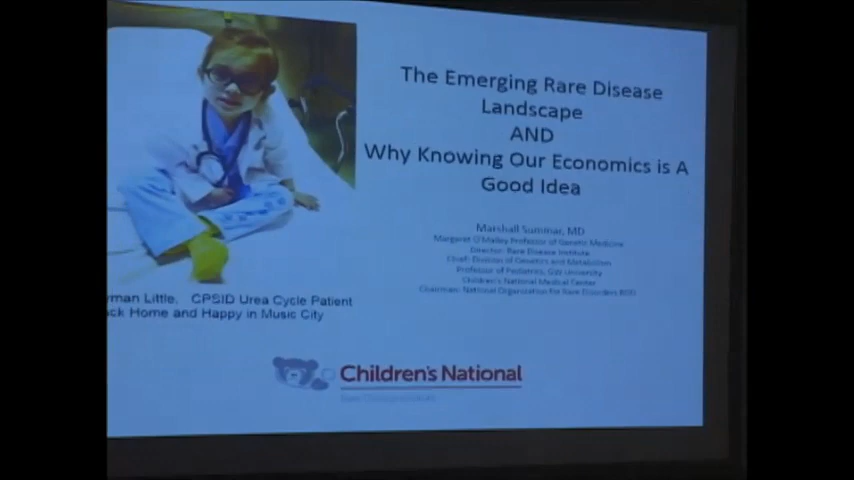 The Emerging Rare Disease
Landscape
AND
Why Knowing Our Economics is A
Good Idea
Marshall Summar, MD
Margaret O'Malley Professor of Genetic Medicine
Director: Rare Disease Institute
Chief: Division of Genetics and Metabolism
Professor of Pediatrics, GW University
Children's National Medical Center
Chairman: National Organization for Rare Disorders
rman Little, CPSID Urea Cycle Patient
ck Home and Happy in Music City
Children's National